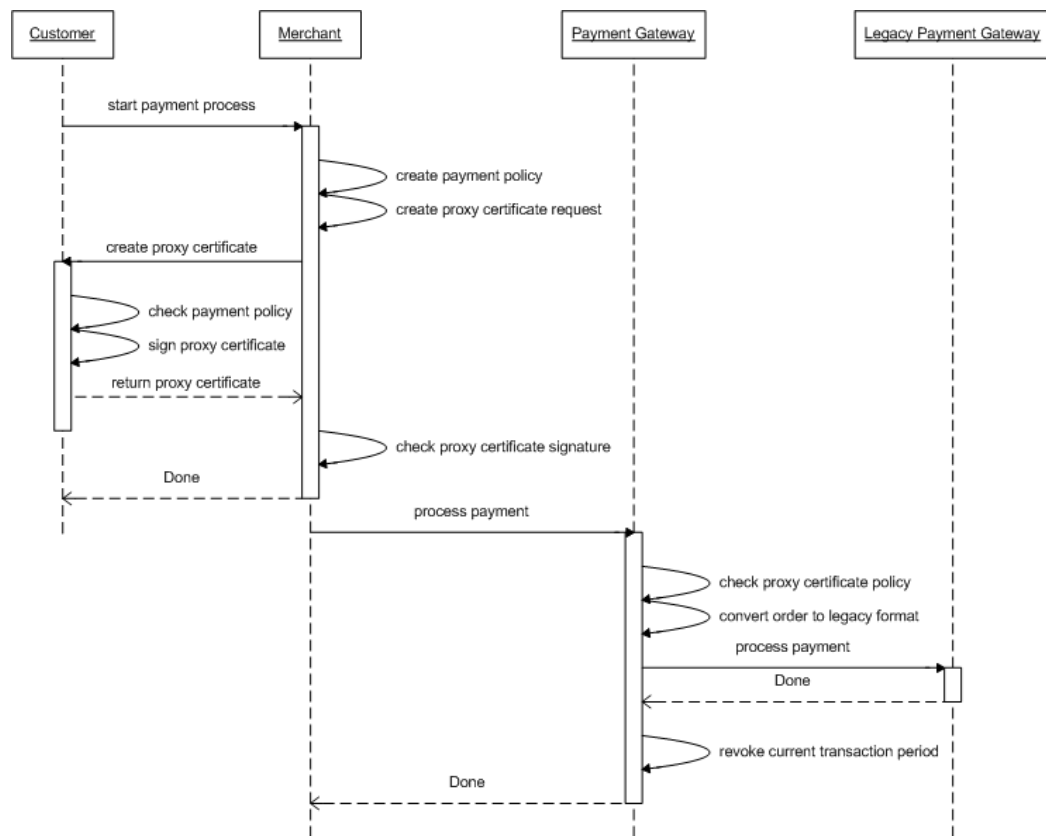 Customer
Merchant
Payment Gateway
Legacy Payment Gateway
start payment process
create payment policy
create proxy certificate request
create proxy certificate
check payment policy
sign proxy certificate
return proxy certificate
check proxy certificate signature
Done
process payment
check proxy certificate policy
convert order to legacy format
process payment
Done
revoke current transaction period
Done